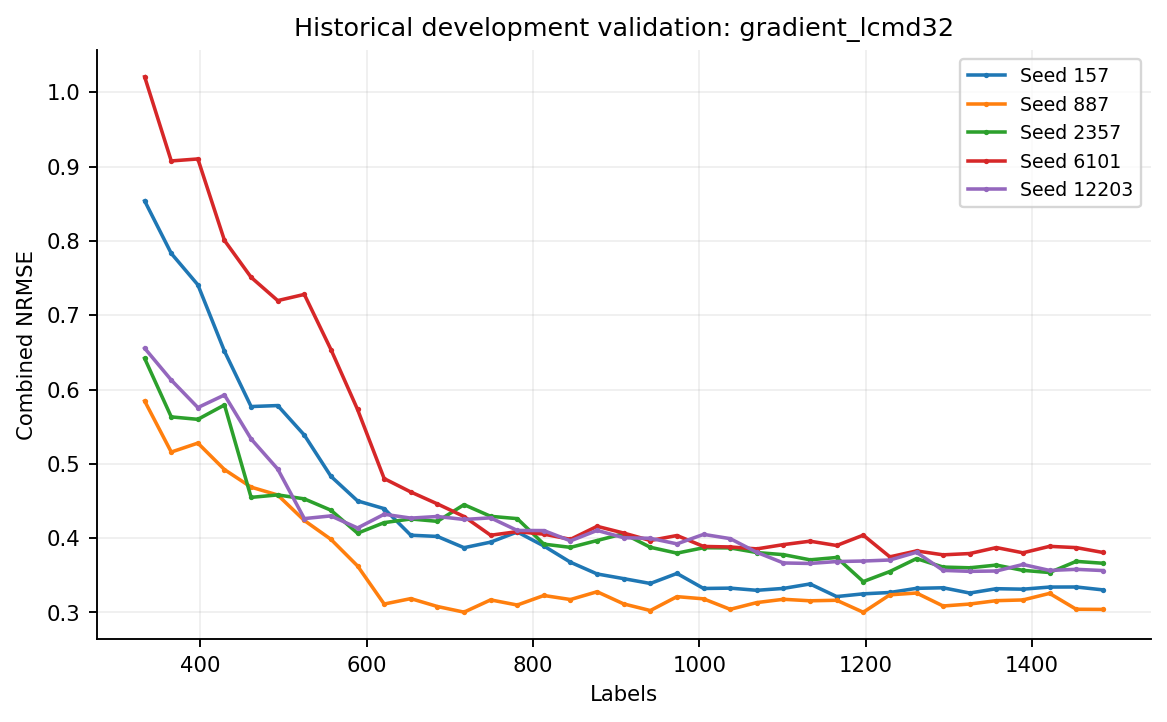 Historical development validation: gradient_lcmd32
Combined NRMSE
1.0
0.9
0.8
0.7
0.6
0.5
0.4
0.3
Seed 157
Seed 887
Seed 2357
Seed 6101
Seed 12203
400
600
800
1000
1200
1400
Labels